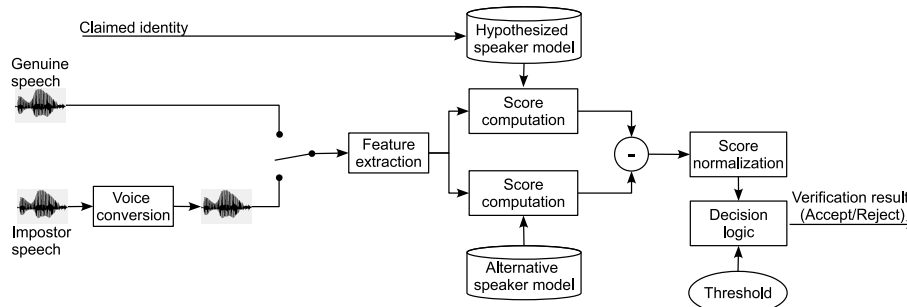 Claimed identity
Hypothesized
speaker model
Genuine
speech
Score
computation
Feature
extraction
-
Score
normalization
Voice
conversion
Impostor
speech
Score
computation
Decision
logic
Verification result
(Accept/Reject)
Alternative
speaker model
Threshold